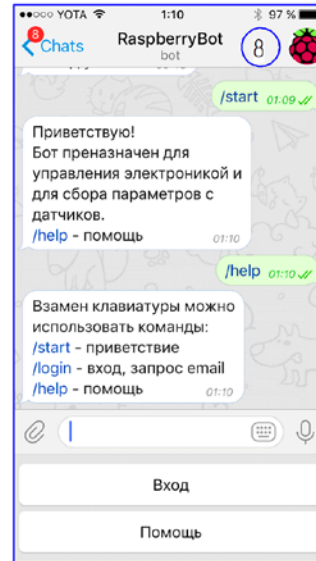 YOTA 1:10 97 %
8
Chats RaspberryBot 8
bot
/start 01:09
Приветствую!
Бот преназначен для
управления электроникой и
для сбора параметров с
датчиков.
/help - помощь 01:10
/help 01:10
Взамен клавиатуры можно
использовать команды:
/start - приветствие
/login - вход, запрос email
/help - помощь 01:10
Вход
Помощь